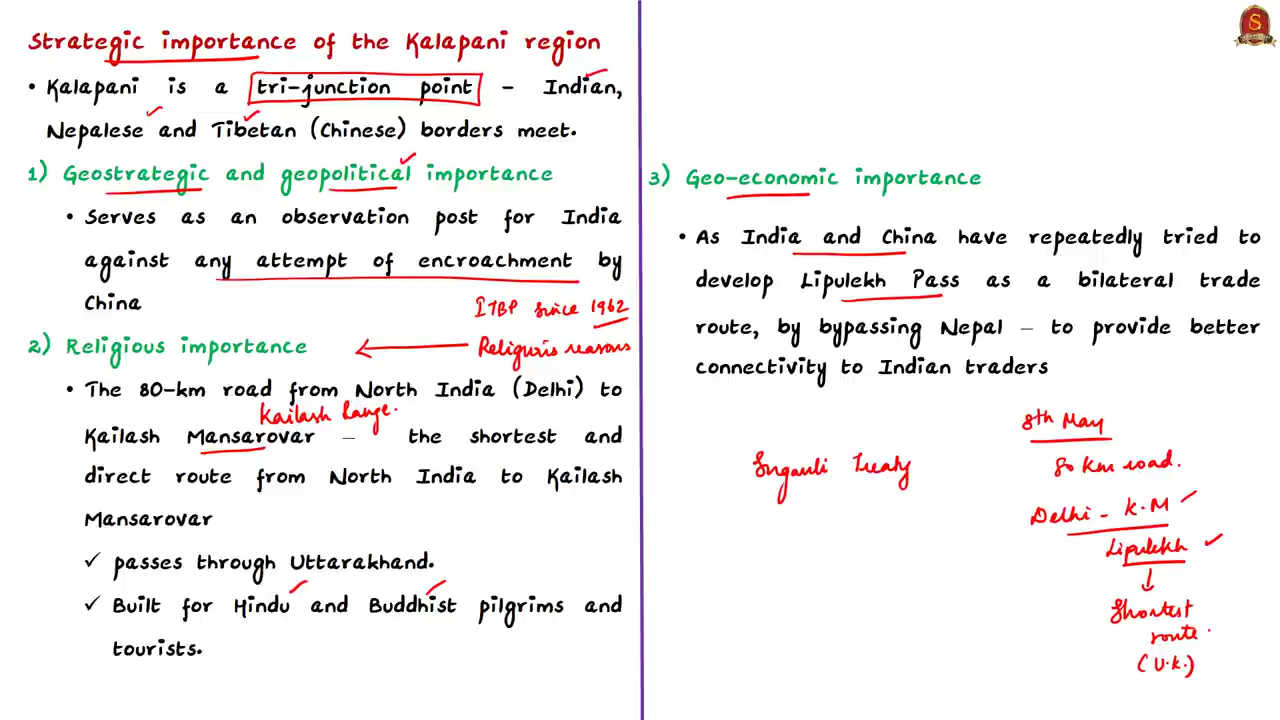 Strategic importance of the Kalapani region
• Kalapani is a tri-junction point - Indian,
Nepalese and Tibetan (Chinese) borders meet.
1) Geostrategic and geopolitical importance
• Serves as an observation post for India
against any attempt of encroachment by
China
ITBP since 1962
2) Religious importance
Religious reasons
• The 80-km road from North India (Delhi) to
Kailash Range.
Kailash Mansarovar – the shortest and
direct route from North India to Kailash
Mansarovar
✓ passes through Uttarakhand.
✓ Built for Hindu and Buddhist pilgrims and
tourists.
3) Geo-economic importance
• As India and China have repeatedly tried to
develop Lipulekh Pass as a bilateral trade
route, by bypassing Nepal – to provide better
connectivity to Indian traders
Sugauli Treaty
8th May
80 km road.
Delhi - K.M
Lipulekh
Shortest
route.
(U.K.)
S